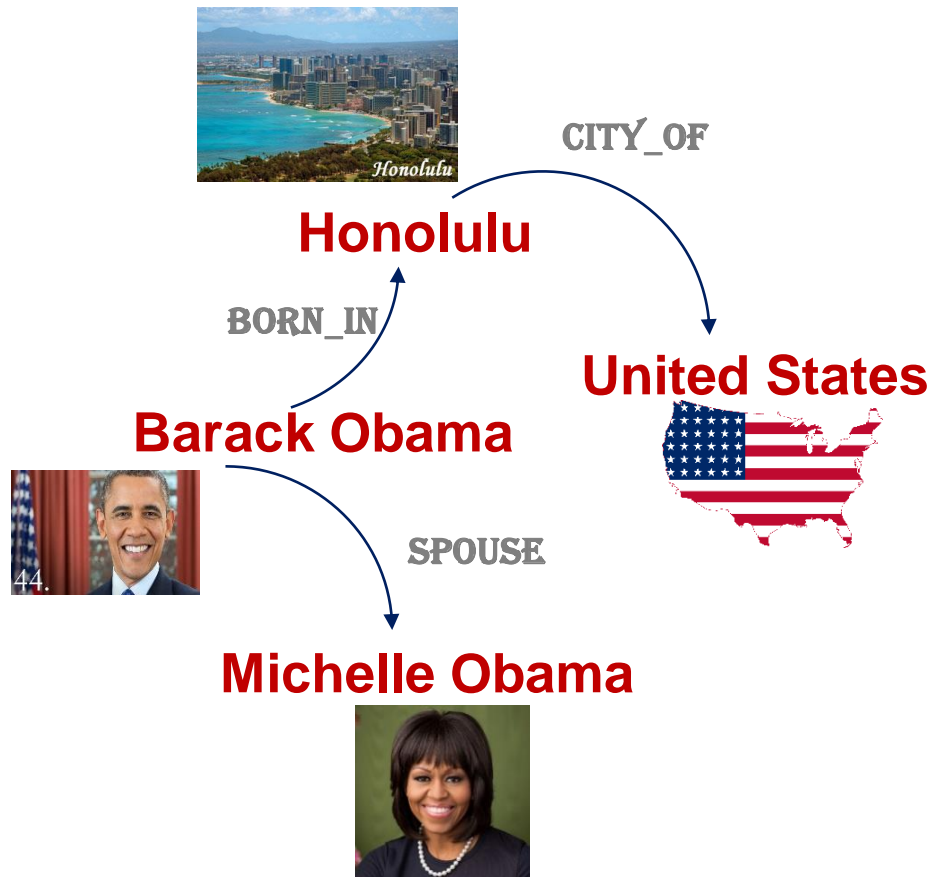 Honolulu
CITY_OF
Honolulu
BORN_IN
United States
Barack Obama
44.
SPOUSE
Michelle Obama